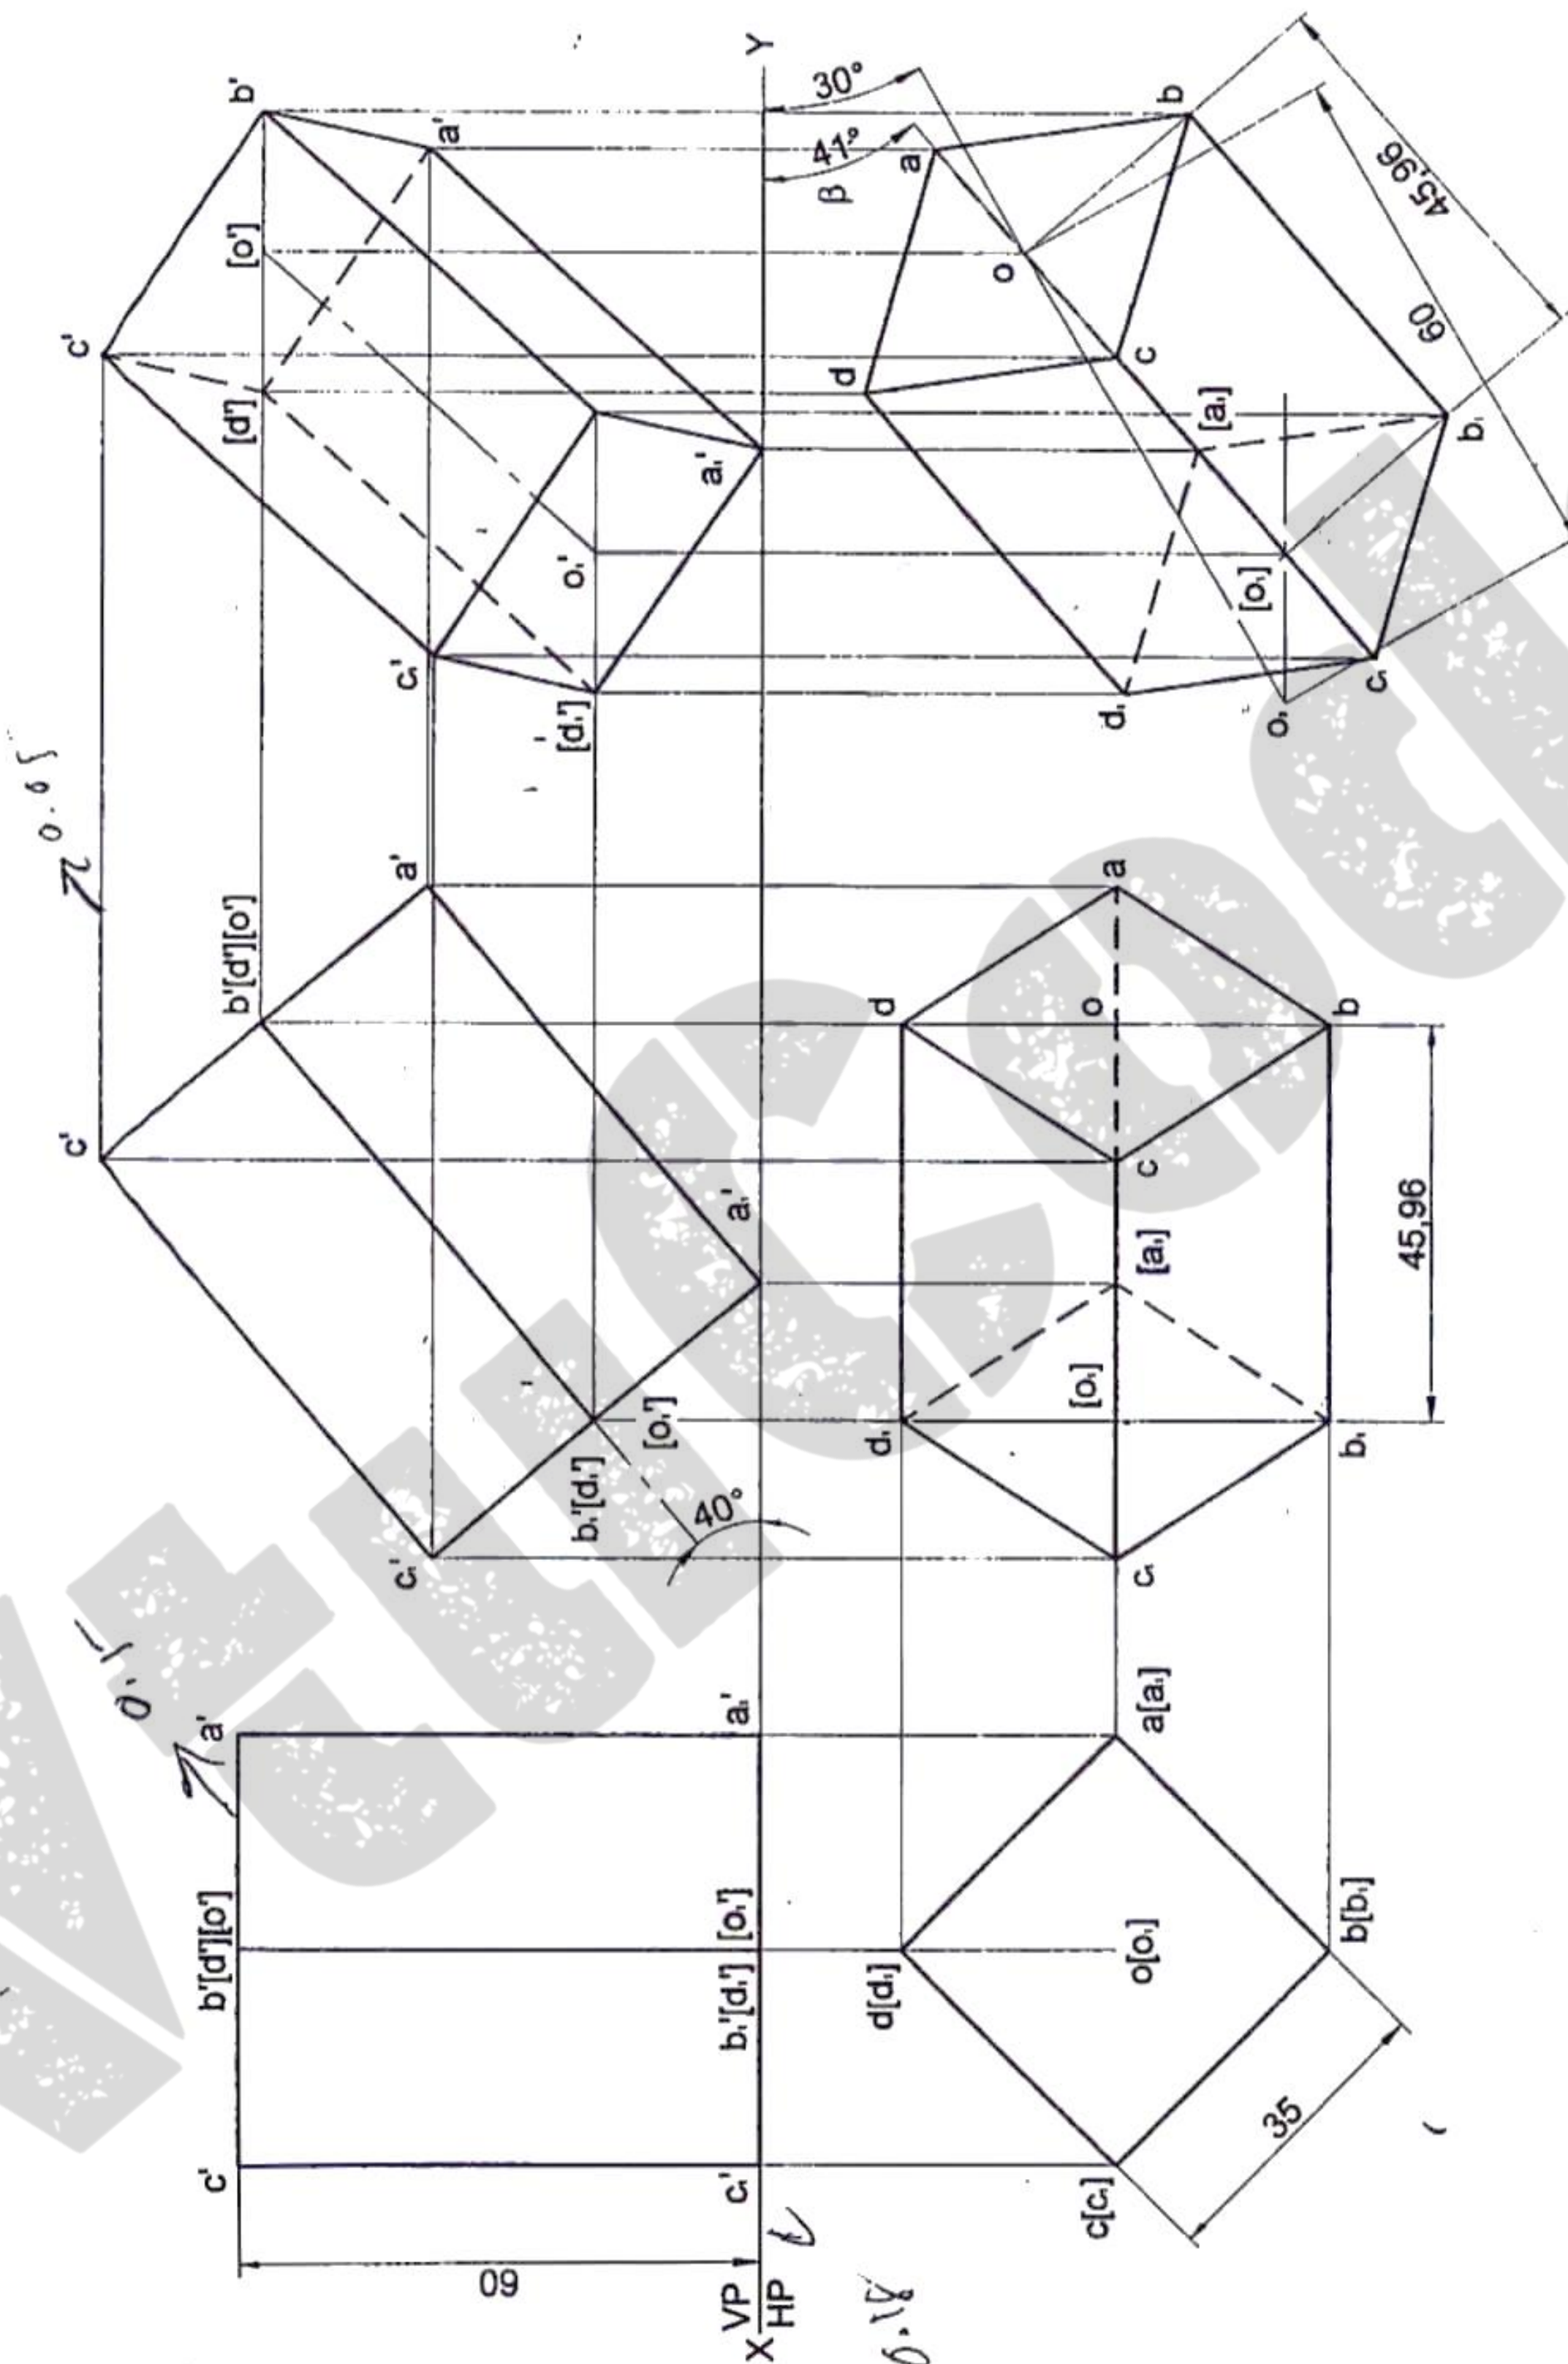 c'
b'[d'][o']
a'
60
X
VP
HP
c₁'
b₁'[d₁']
[o₁']
a₁'
d[d₁]
o[o₁]
c[c₁]
a[a₁]
b[b₁]
35
c'
b'[d'][o']
a'
c₁'
b₁'[d₁']
[o₁']
a₁'
40°
d₁
d
[o₁]
o
c₁
[a₁]
c
a
b₁
b
45,96
c'
b'
[d']
[o']
a'
c₁'
[d₁']
o₁'
a₁'
Y
30°
41°
β
d
a
o
b
c
d₁
[a₁]
o₁
[o₁]
c₁
b₁
60
45,96